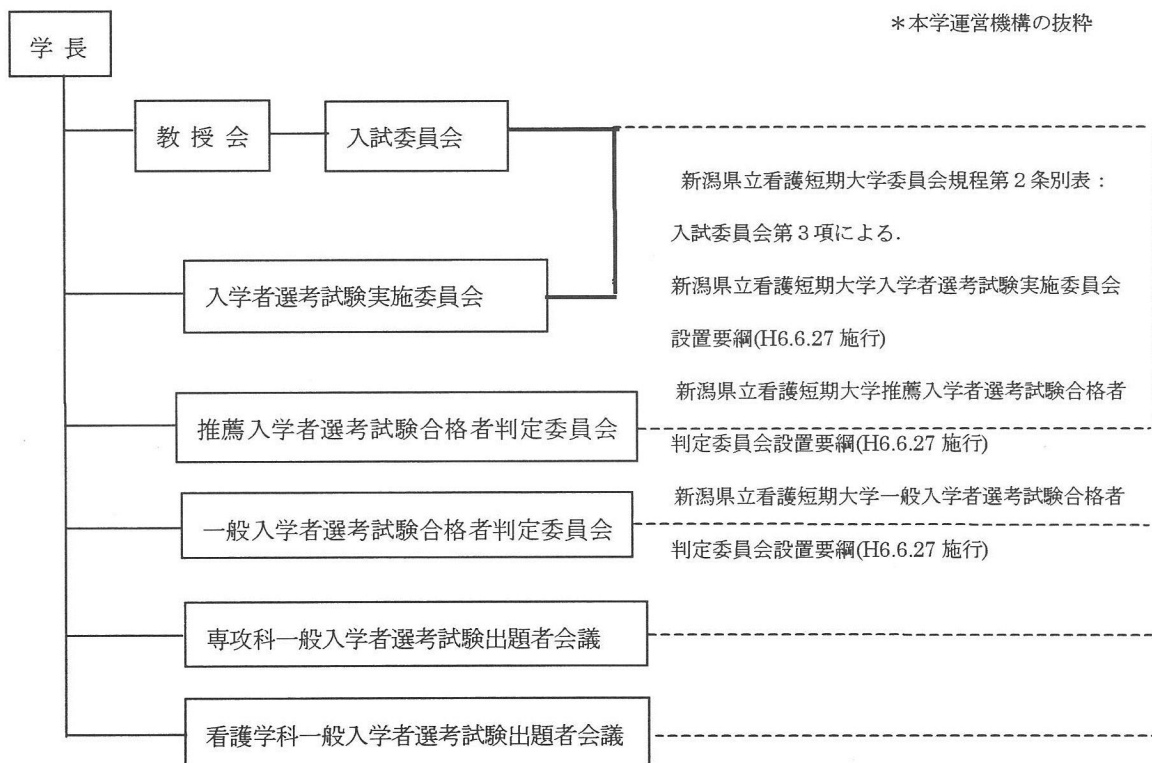 *本学運営機構の抜粋
学 長
教 授 会
入試委員会
新潟県立看護短期大学委員会規程第2条別表:
入試委員会第3項による.
入学者選考試験実施委員会
新潟県立看護短期大学入学者選考試験実施委員会
設置要綱(H6.6.27 施行)
推薦入学者選考試験合格者判定委員会
新潟県立看護短期大学推薦入学者選考試験合格者
判定委員会設置要綱(H6.6.27 施行)
一般入学者選考試験合格者判定委員会
新潟県立看護短期大学一般入学者選考試験合格者
判定委員会設置要綱(H6.6.27 施行)
専攻科一般入学者選考試験出題者会議
看護学科一般入学者選考試験出題者会議